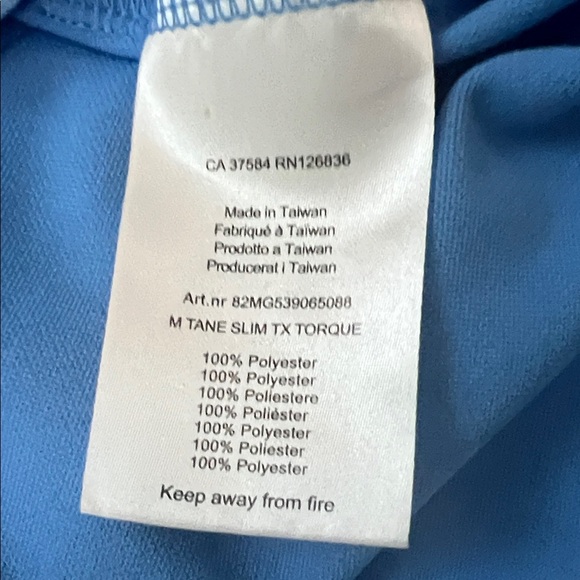 CA 37584 RN126836
Made in Taiwan
Fabriqué à Taïwan
Prodotto a Taiwan
Producerat i Taiwan
Art.nr 82MG539065088
M TANE SLIM TX TORQUE
100% Polyester
100% Polyester
100% Poliestere
100% Poliéster
100% Polyester
100% Poliester
100% Polyester
Keep away from fire